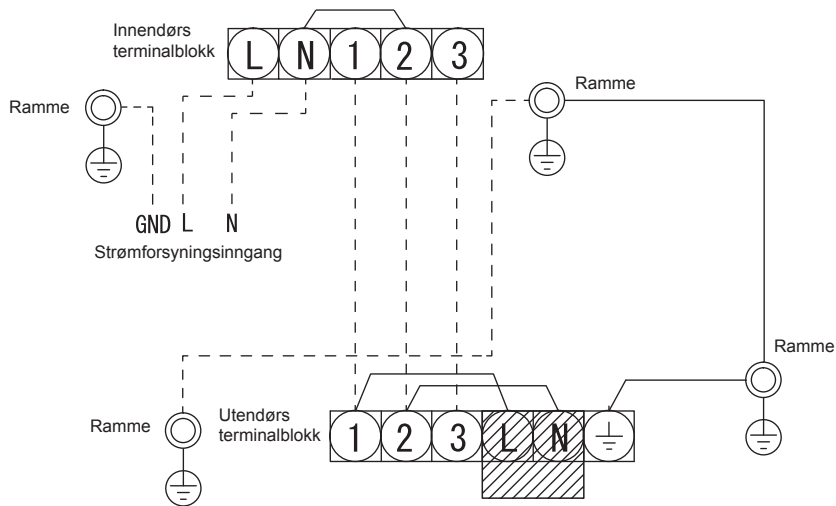 Innendørs
terminalblokk
L N 1 2 3
Ramme
Ramme
GND L N
Strømforsyningsinngang
Ramme
Ramme
Utendørs
terminalblokk
1 2 3 L N